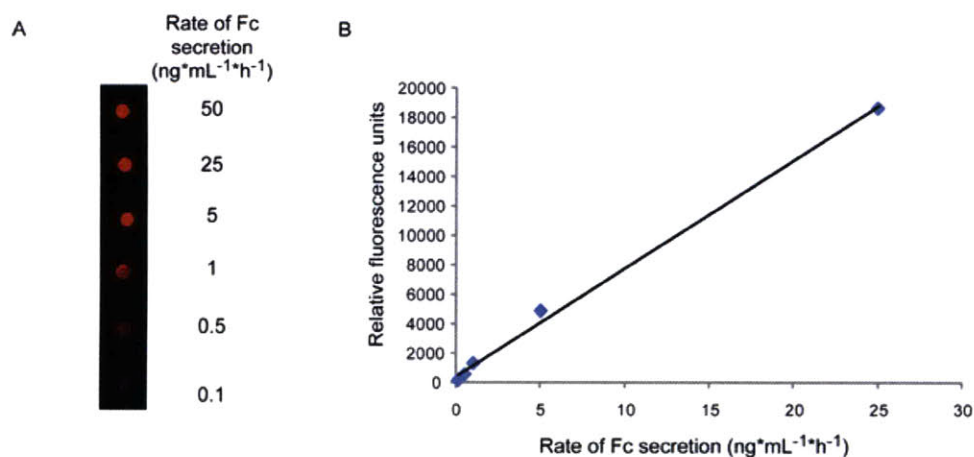 A
Rate of Fc
secretion
(ng*mL⁻¹*h⁻¹)
50
25
5
1
0.5
0.1
B
Relative fluorescence units
20000
18000
16000
14000
12000
10000
8000
6000
4000
2000
0
0 5 10 15 20 25 30
Rate of Fc secretion (ng*mL⁻¹*h⁻¹)